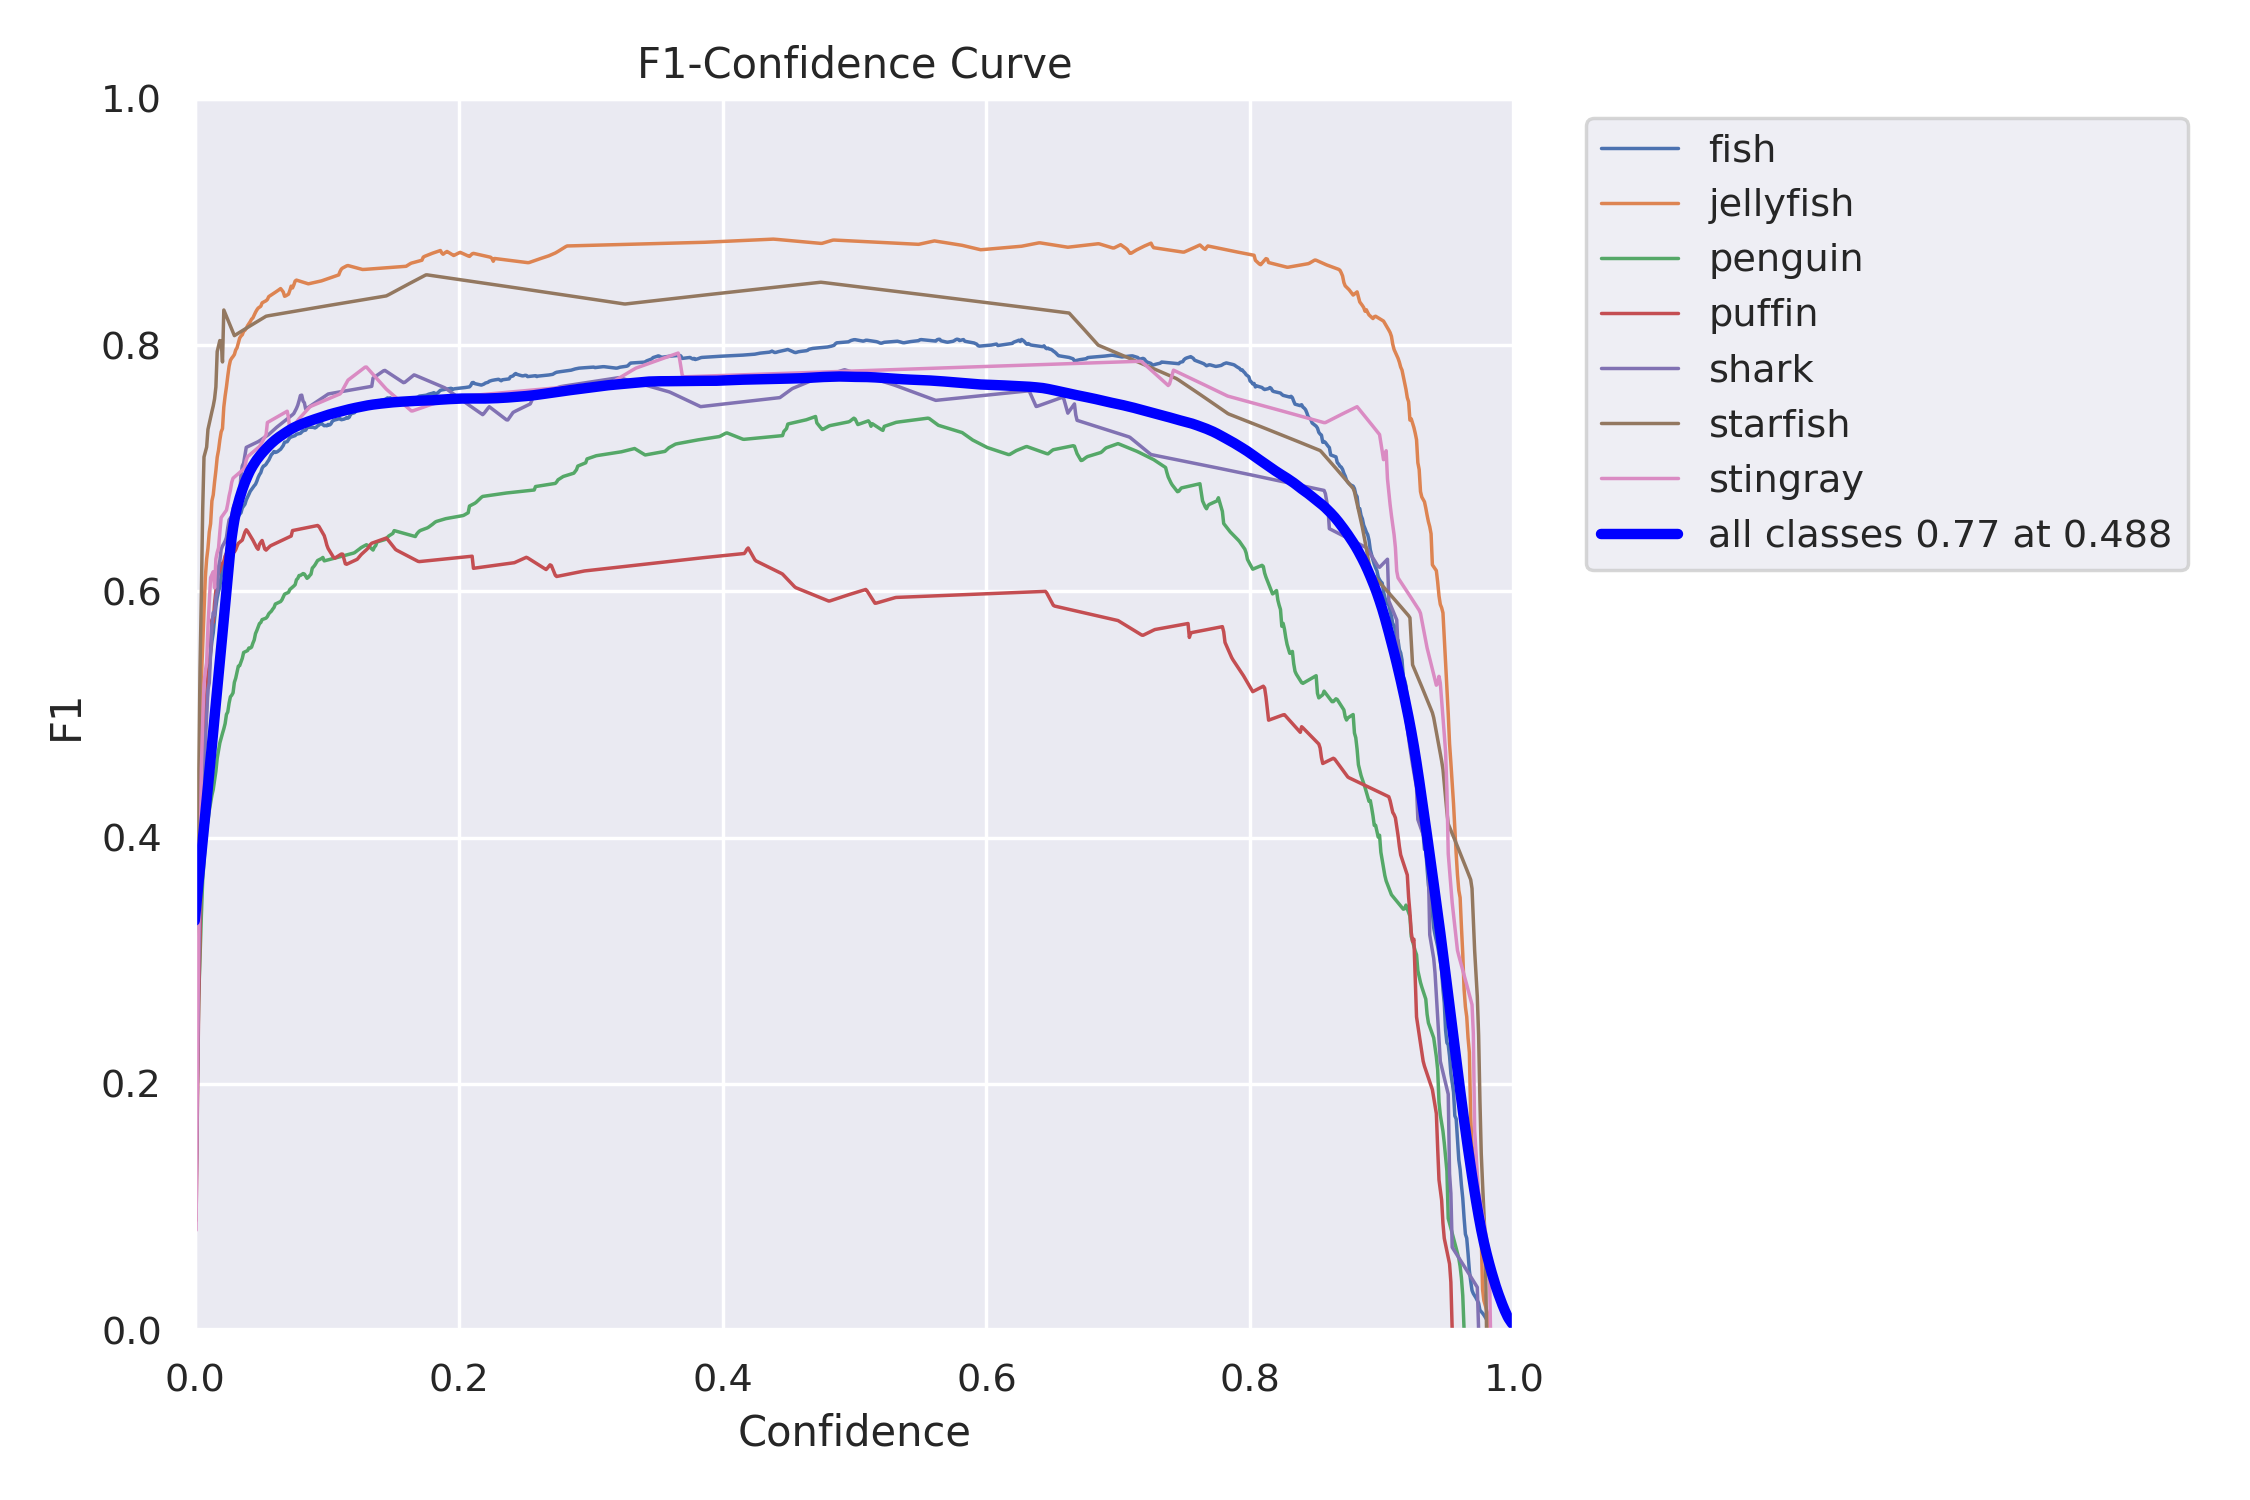 F1-Confidence Curve
1.0
0.8
0.6
0.4
0.2
0.0
F1
0.0 0.2 0.4 0.6 0.8 1.0
Confidence
fish
jellyfish
penguin
puffin
shark
starfish
stingray
all classes 0.77 at 0.488